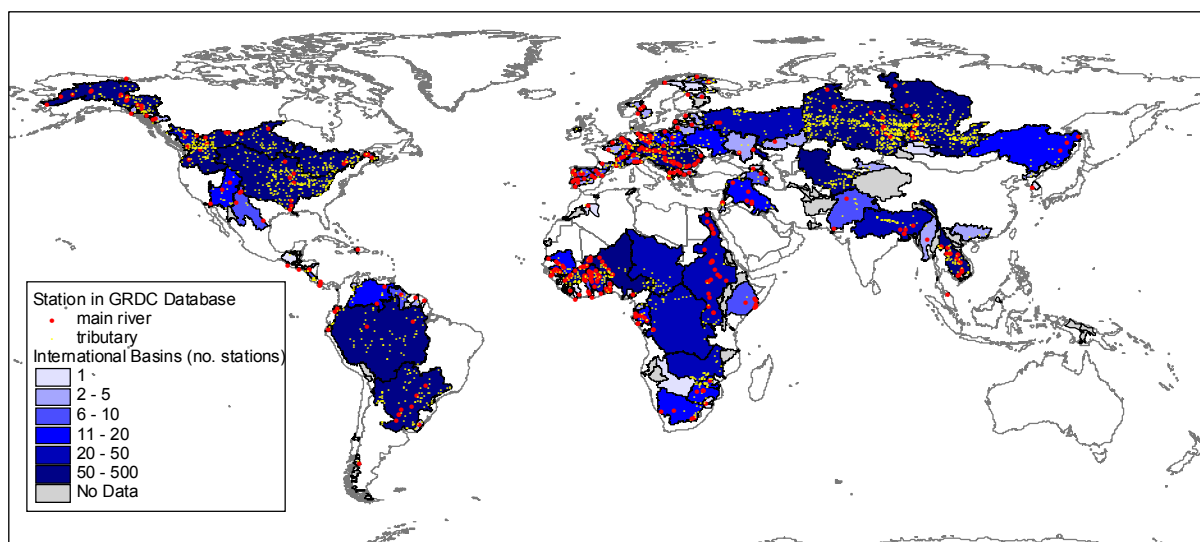 Station in GRDC Database
main river
tributary
International Basins (no. stations)
1
2 - 5
6 - 10
11 - 20
20 - 50
50 - 500
No Data